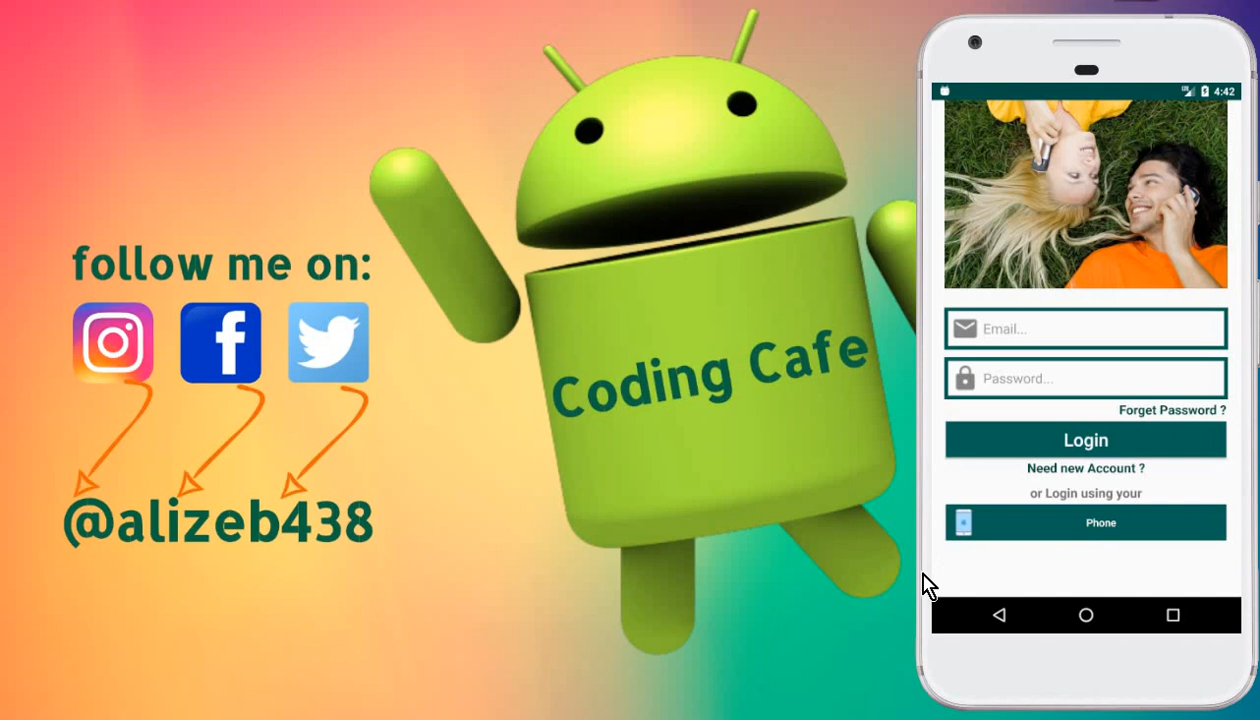 follow me on:
@alizeb438
Coding Cafe
4:42
Email...
Password...
Forget Password ?
Login
Need new Account ?
or Login using your
Phone